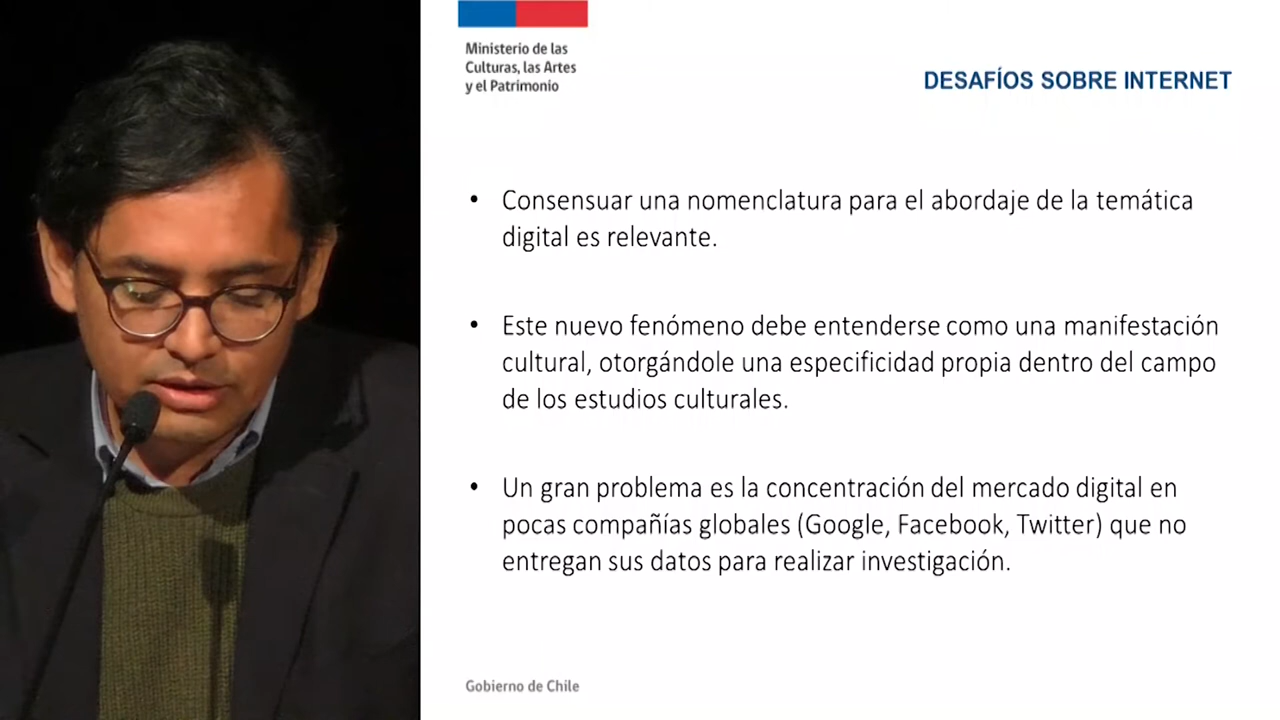 Ministerio de las
Culturas, las Artes
y el Patrimonio
DESAFÍOS SOBRE INTERNET
• Consensuar una nomenclatura para el abordaje de la temática
digital es relevante.
• Este nuevo fenómeno debe entenderse como una manifestación
cultural, otorgándole una especificidad propia dentro del campo
de los estudios culturales.
• Un gran problema es la concentración del mercado digital en
pocas compañías globales (Google, Facebook, Twitter) que no
entregan sus datos para realizar investigación.
Gobierno de Chile